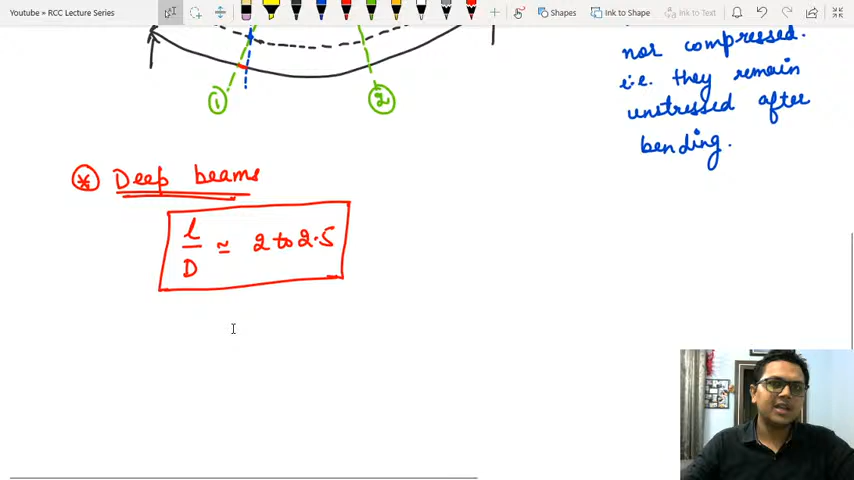 Youtube » RCC Lecture Series
Shapes
Ink to Shape
Ink to Text
nor compressed.
i.e. they remain
unstressed after
bending.
1
2
* Deep beams
l/D ≃ 2 to 2.5